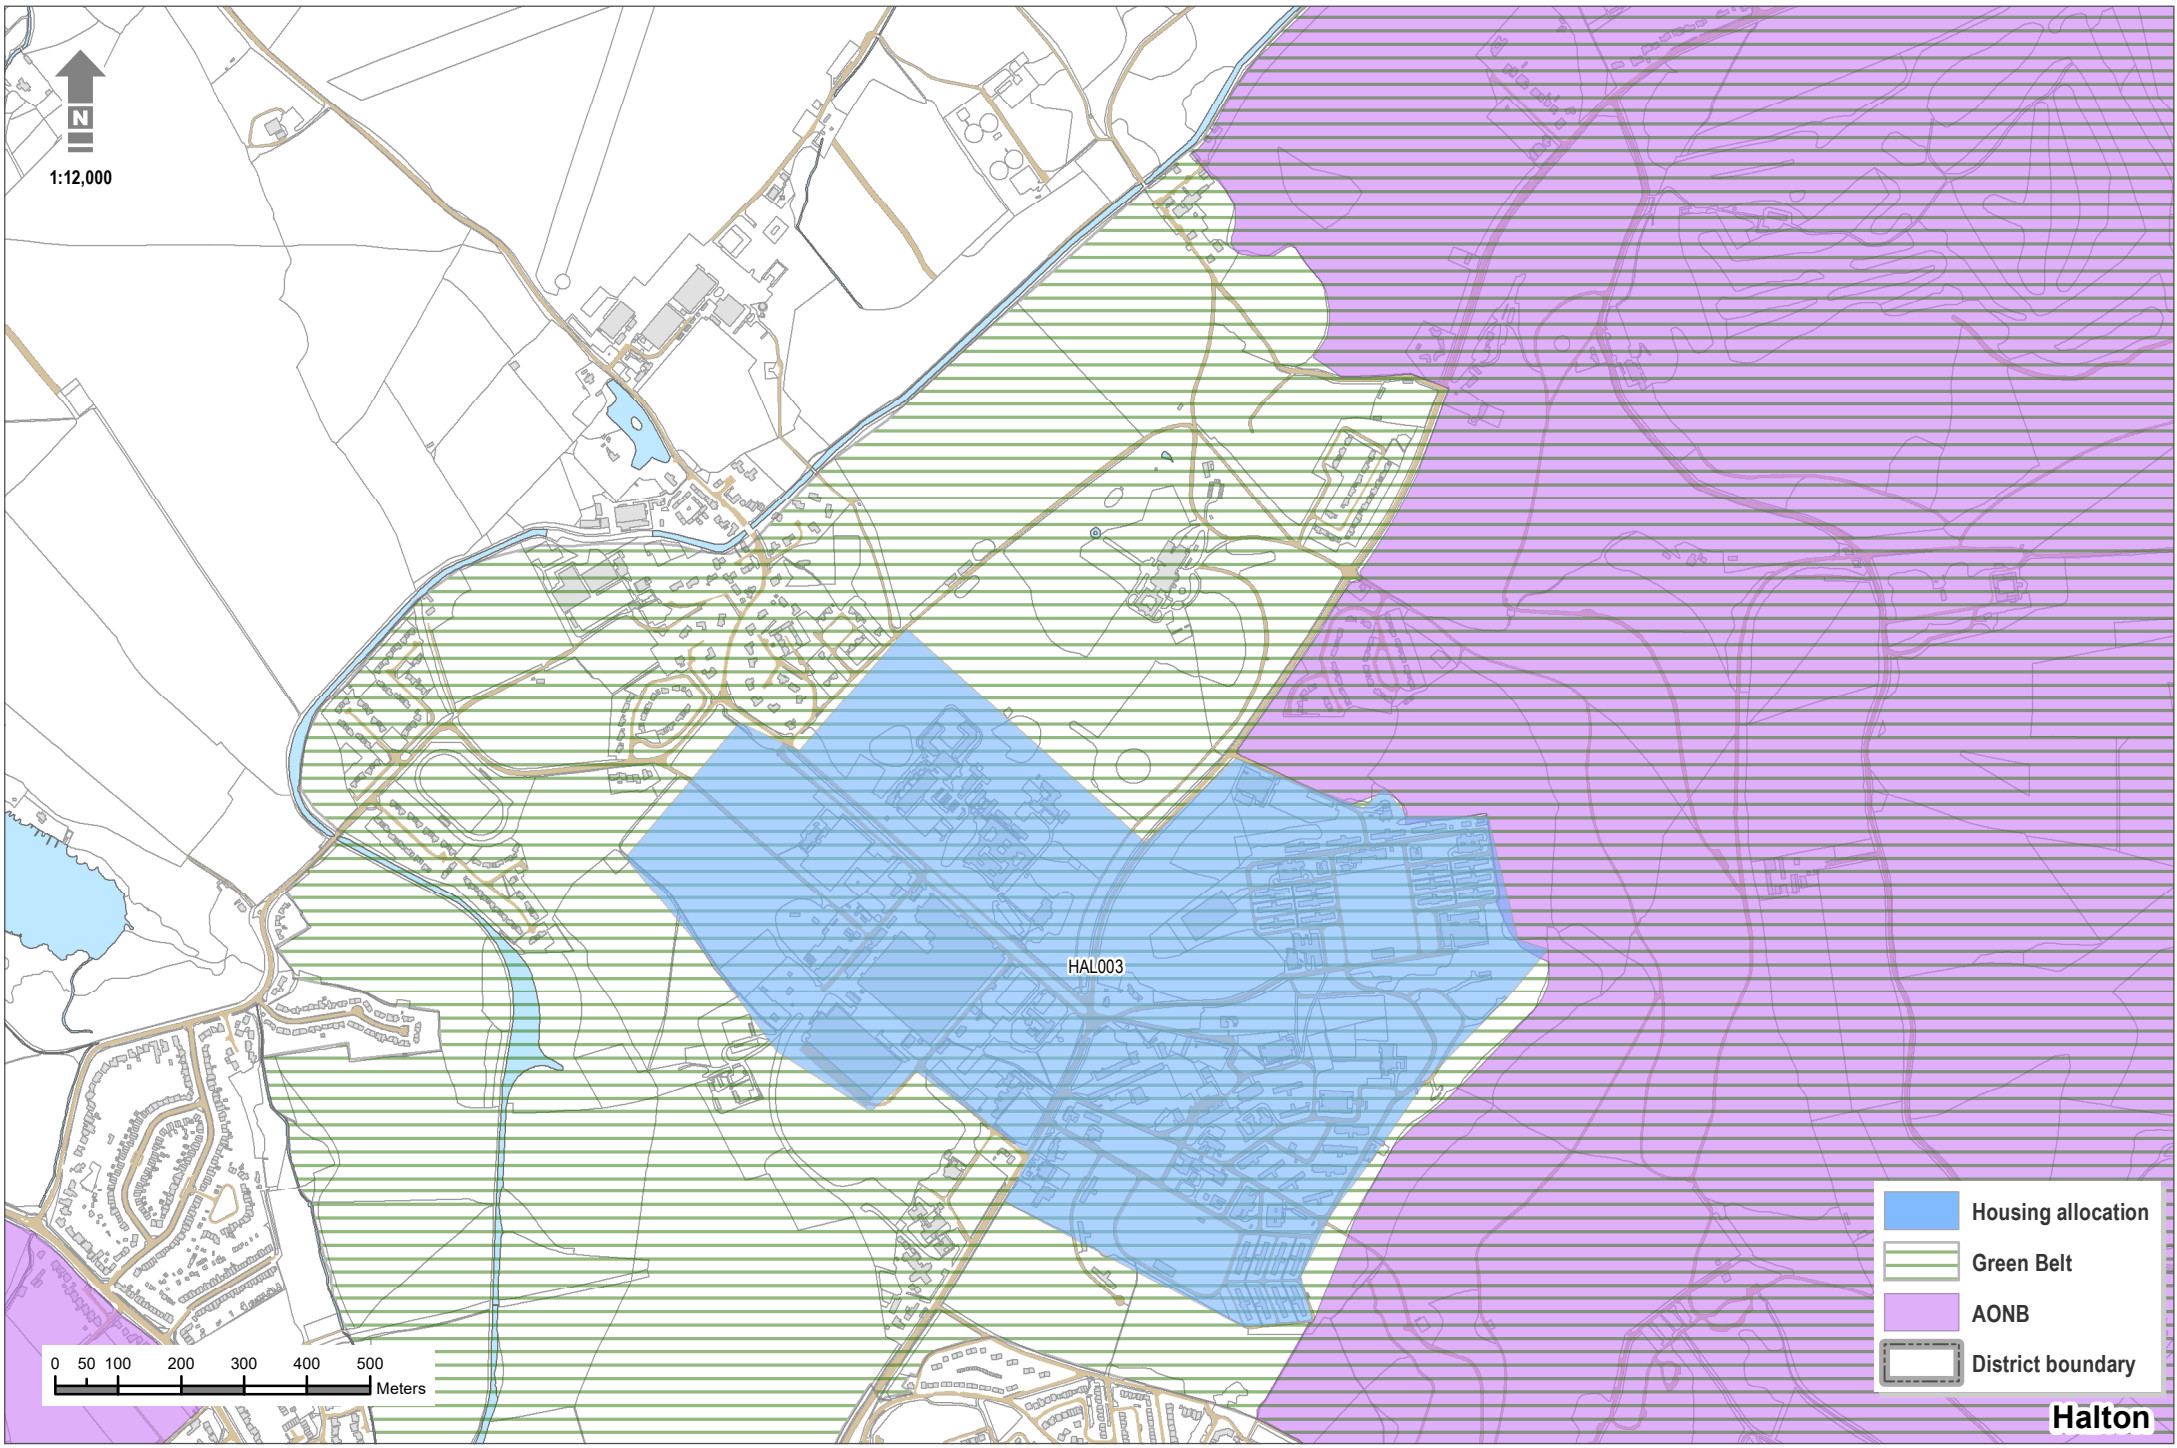 N
1:12,000
HAL003
Housing allocation
Green Belt
AONB
District boundary
0 50 100 200 300 400 500
Meters
Halton